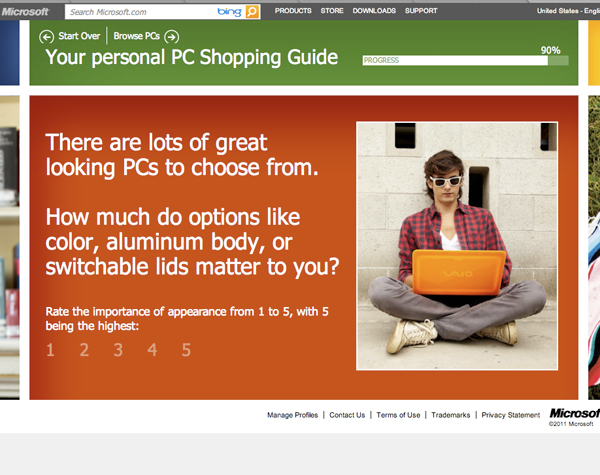 Microsoft Search Microsoft.com bing PRODUCTS STORE DOWNLOADS SUPPORT United States - Engli
Start Over Browse PCs
Your personal PC Shopping Guide
90%
PROGRESS
There are lots of great
looking PCs to choose from.
How much do options like
color, aluminum body, or
switchable lids matter to you?
Rate the importance of appearance from 1 to 5, with 5
being the highest:
1 2 3 4 5
VAIO
Manage Profiles | Contact Us | Terms of Use | Trademarks | Privacy Statement
Microsof
©2011 Microsoft